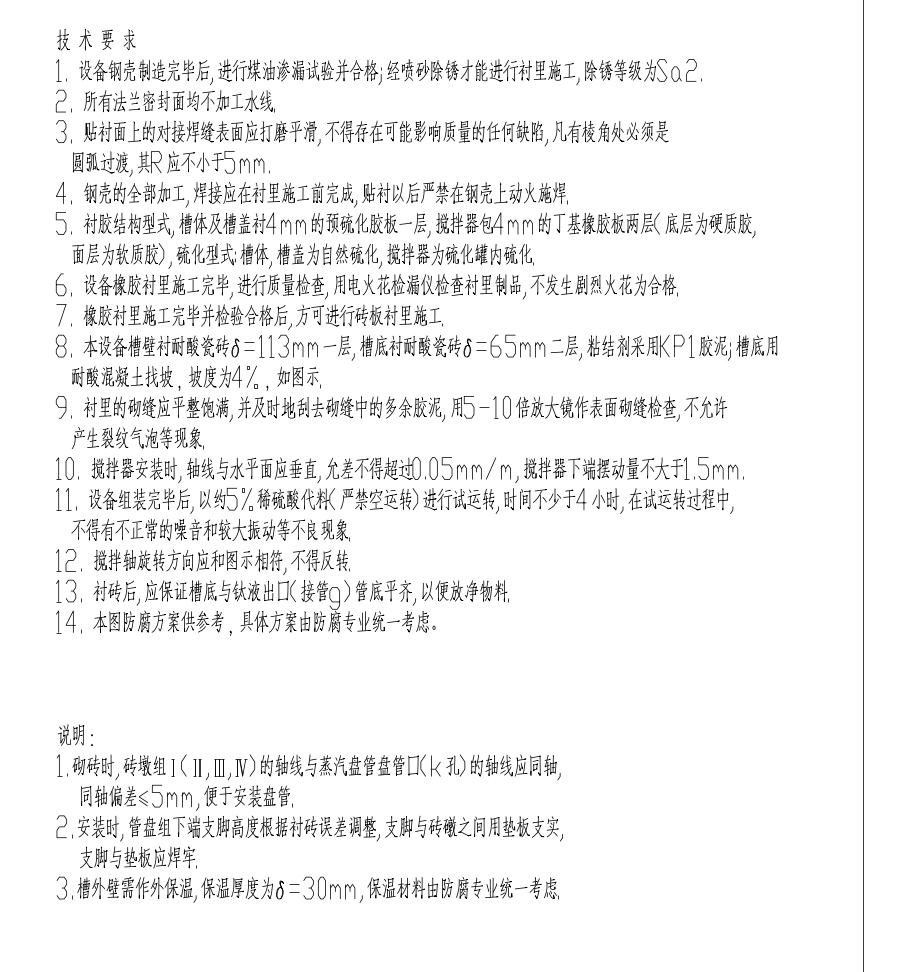 技 术 要 求
1. 设备钢壳制造完毕后,进行煤油渗漏试验并合格;经喷砂除锈才能进行衬里施工,除锈等级为Sa2.
2. 所有法兰密封面均不加工水线.
3. 贴衬面上的对接焊缝表面应打磨平滑,不得存在可能影响质量的任何缺陷,凡有棱角处必须是
圆弧过渡,其R应不小于5mm.
4. 钢壳的全部加工,焊接应在衬里施工前完成,贴衬以后严禁在钢壳上动火施焊.
5. 衬胶结构型式,槽体及槽盖衬4mm的预硫化胶板一层,搅拌器包4mm的丁基橡胶板两层(底层为硬质胶,
面层为软质胶),硫化型式:槽体,槽盖为自然硫化,搅拌器为硫化罐内硫化.
6. 设备橡胶衬里施工完毕,进行质量检查,用电火花检漏仪检查衬里制品,不发生剧烈火花为合格.
7. 橡胶衬里施工完毕并检验合格后,方可进行砖板衬里施工.
8. 本设备槽壁衬耐酸瓷砖δ=113mm一层,槽底衬耐酸瓷砖δ=65mm二层,粘结剂采用KP1胶泥;槽底用
耐酸混凝土找坡，坡度为4%，如图示.
9. 衬里的砌缝应平整饱满,并及时地刮去砌缝中的多余胶泥,用5-10倍放大镜作表面砌缝检查,不允许
产生裂纹气泡等现象.
10. 搅拌器安装时,轴线与水平面应垂直,允差不得超过0.05mm/m,搅拌器下端摆动量不大于1.5mm.
11. 设备组装完毕后,以约5%稀硫酸代料(严禁空运转)进行试运转,时间不少于4小时,在试运转过程中,
不得有不正常的噪音和较大振动等不良现象.
12. 搅拌轴旋转方向应和图示相符,不得反转.
13. 衬砖后,应保证槽底与钛液出口(接管g)管底平齐,以便放净物料.
14. 本图防腐方案供参考，具体方案由防腐专业统一考虑。
说明:
1.砌砖时,砖墩组Ⅰ(Ⅱ,Ⅲ,Ⅳ)的轴线与蒸汽盘管盘管口(k孔)的轴线应同轴,
同轴偏差≤5mm,便于安装盘管.
2.安装时,管盘组下端支脚高度根据衬砖误差调整,支脚与砖礅之间用垫板支实,
支脚与垫板应焊牢.
3.槽外壁需作外保温,保温厚度为δ=30mm,保温材料由防腐专业统一考虑.